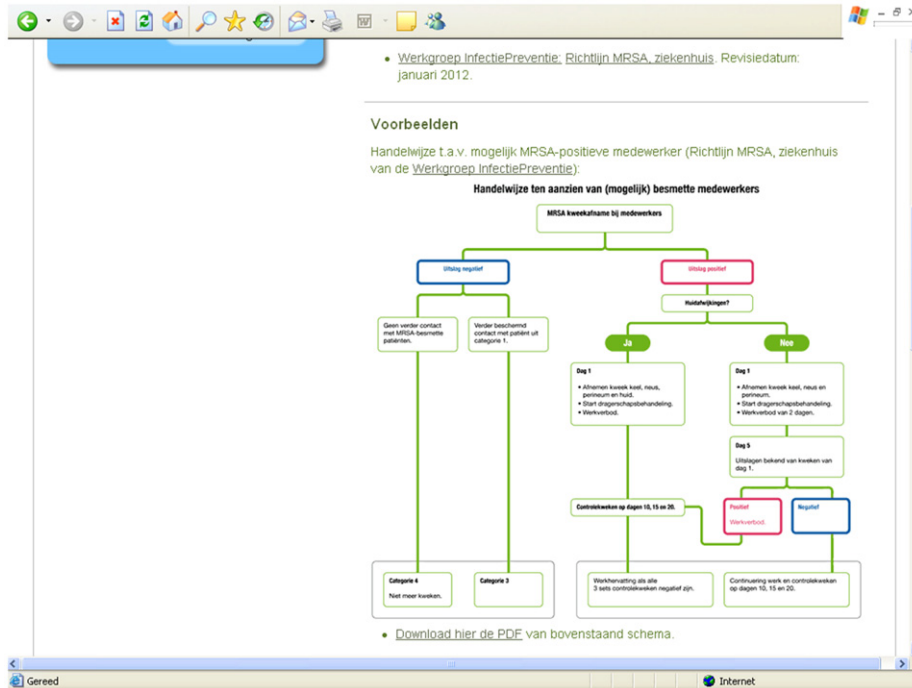 Werkgroep InfectiePreventie: Richtlijn MRSA, ziekenhuis. Revisiedatum:
januari 2012.
Voorbeelden
Handelwijze t.a.v. mogelijk MRSA-positieve medewerker (Richtlijn MRSA, ziekenhuis
van de Werkgroep InfectiePreventie):
Handelwijze ten aanzien van (mogelijk) besmette medewerkers
MRSA kweekafname bij medewerkers
Uitslag negatief
Uitslag positief
Huidafwijkingen?
Geen verder contact
met MRSA-besmette
patiënten.
Verder beschermd
contact met patiënt uit
categorie 1.
Ja
Nee
Dag 1
• Afnemen kweek keel, neus,
perineum en huid.
• Start dragerschapsbehandeling.
• Werkverbod.
Dag 1
• Afnemen kweek keel, neus en
perineum.
• Start dragerschapsbehandeling.
• Werkverbod van 2 dagen.
Dag 5
Uitslagen bekend van kweken van
dag 1.
Controlekweken op dagen 10, 15 en 20.
Positief
Werkverbod.
Negatief
Categorie 4
Niet meer kweken.
Categorie 3
Werkhervatting als alle
3 sets controlekweken negatief zijn.
Continuering werk en controlekweken
op dagen 10, 15 en 20.
Download hier de PDF van bovenstaand schema.
Gereed
Internet